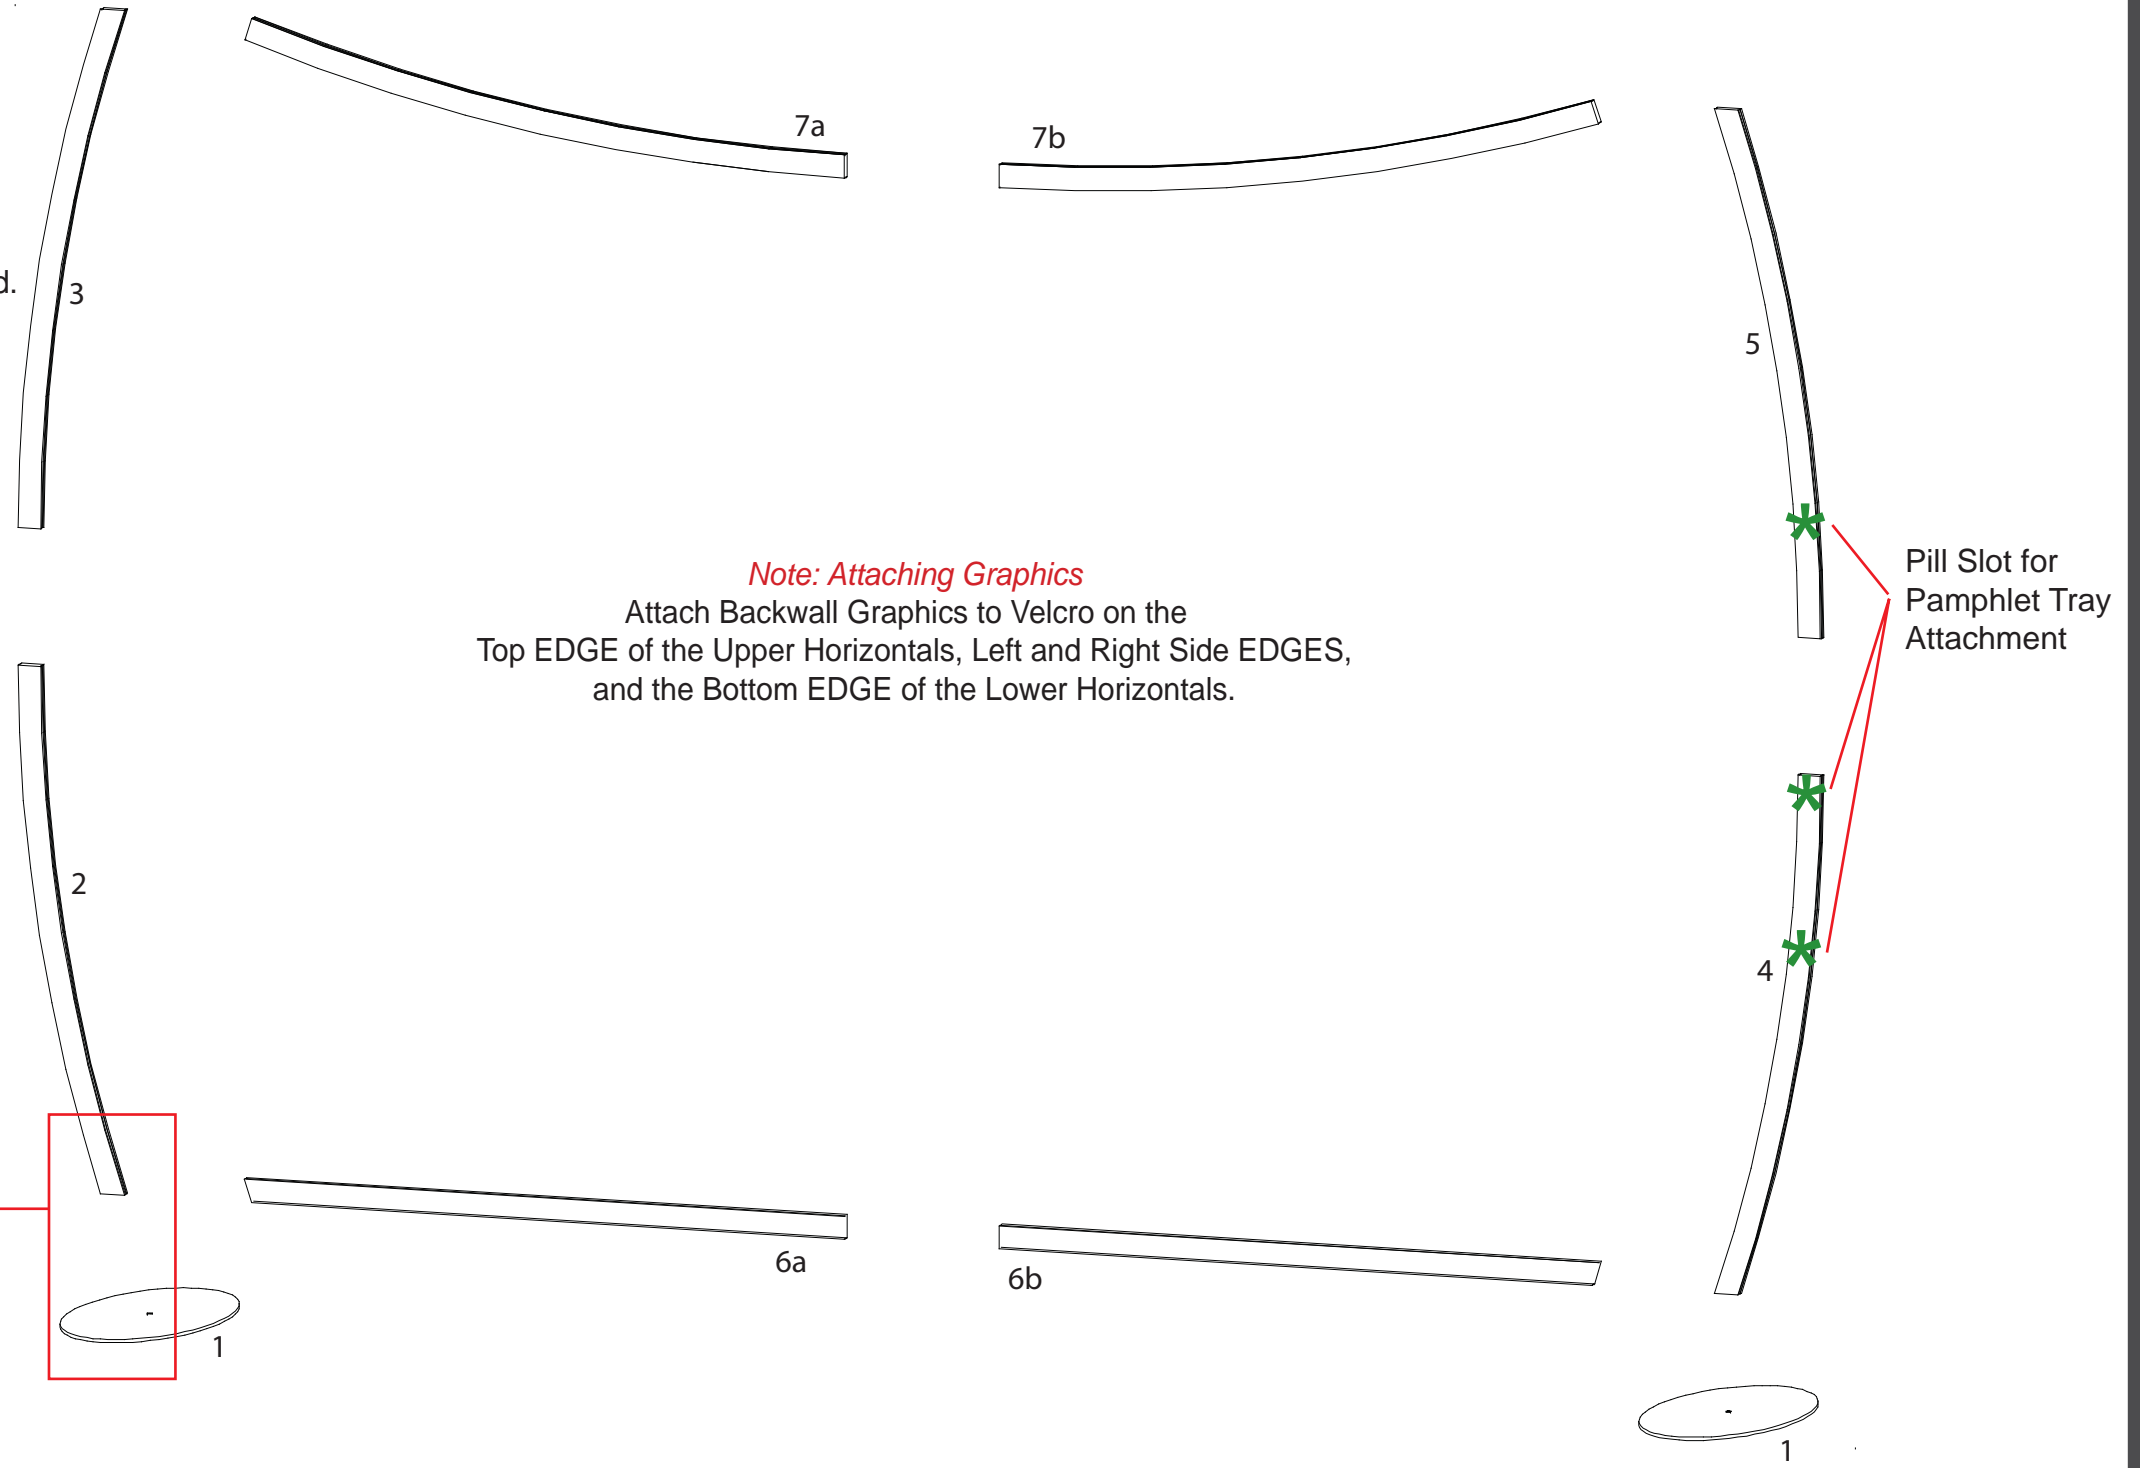 7a
7b
d.
3
5
Note: Attaching Graphics
Attach Backwall Graphics to Velcro on the
Top EDGE of the Upper Horizontals, Left and Right Side EDGES,
and the Bottom EDGE of the Lower Horizontals.
*
Pill Slot for
Pamphlet Tray
Attachment
*
2
*
4
6a
6b
1
1